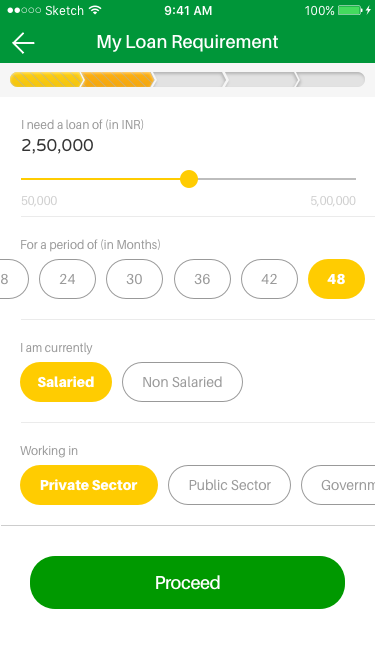 Sketch 9:41 AM 100%
My Loan Requirement
I need a loan of (in INR)
2,50,000
50,000 5,00,000
For a period of (in Months)
8 24 30 36 42 48
I am currently
Salaried Non Salaried
Working in
Private Sector Public Sector Governm
Proceed